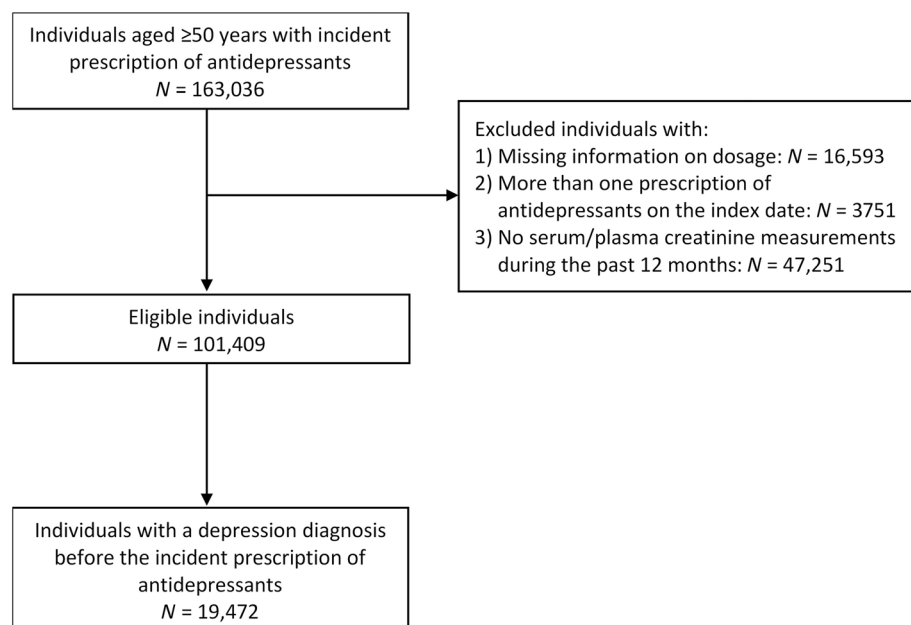 Individuals aged ≥50 years with incident
prescription of antidepressants
N = 163,036
Excluded individuals with:
1) Missing information on dosage: N = 16,593
2) More than one prescription of
antidepressants on the index date: N = 3751
3) No serum/plasma creatinine measurements
during the past 12 months: N = 47,251
Eligible individuals
N = 101,409
Individuals with a depression diagnosis
before the incident prescription of
antidepressants
N = 19,472